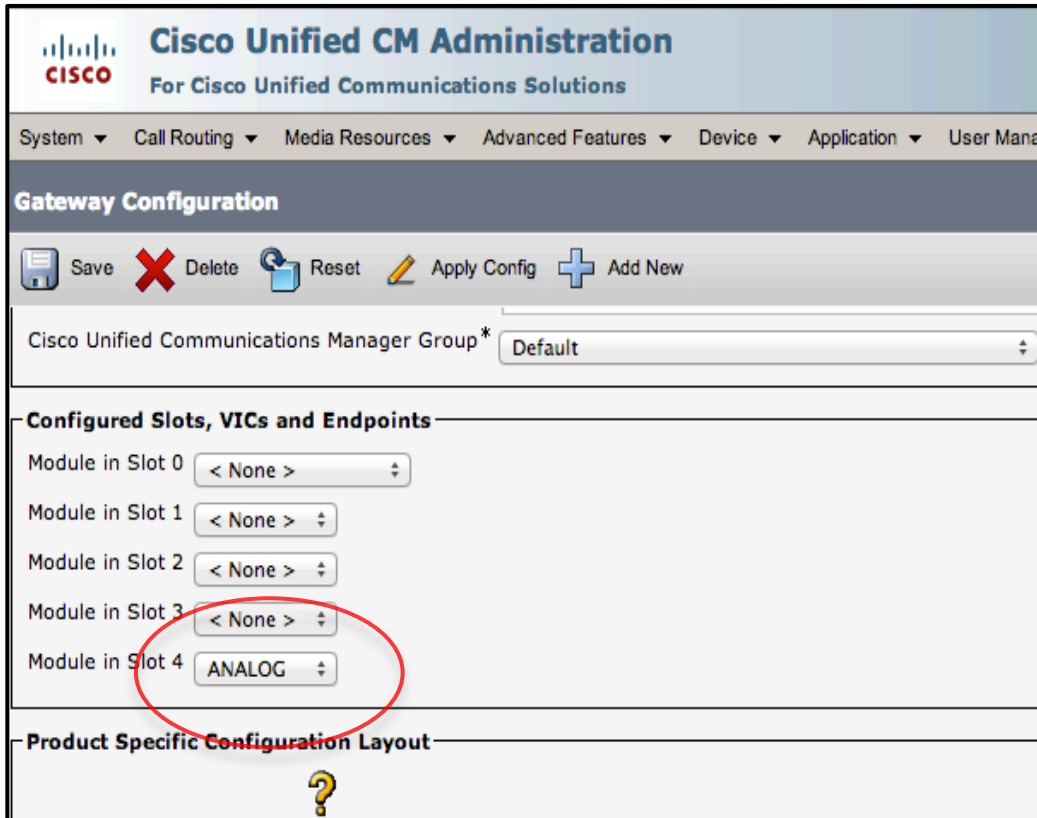 CISCO
Cisco Unified CM Administration
For Cisco Unified Communications Solutions
System Call Routing Media Resources Advanced Features Device Application User Mana
Gateway Configuration
Save Delete Reset Apply Config Add New
Cisco Unified Communications Manager Group* Default
Configured Slots, VICs and Endpoints
Module in Slot 0 < None >
Module in Slot 1 < None >
Module in Slot 2 < None >
Module in Slot 3 < None >
Module in Slot 4 ANALOG
Product Specific Configuration Layout
?